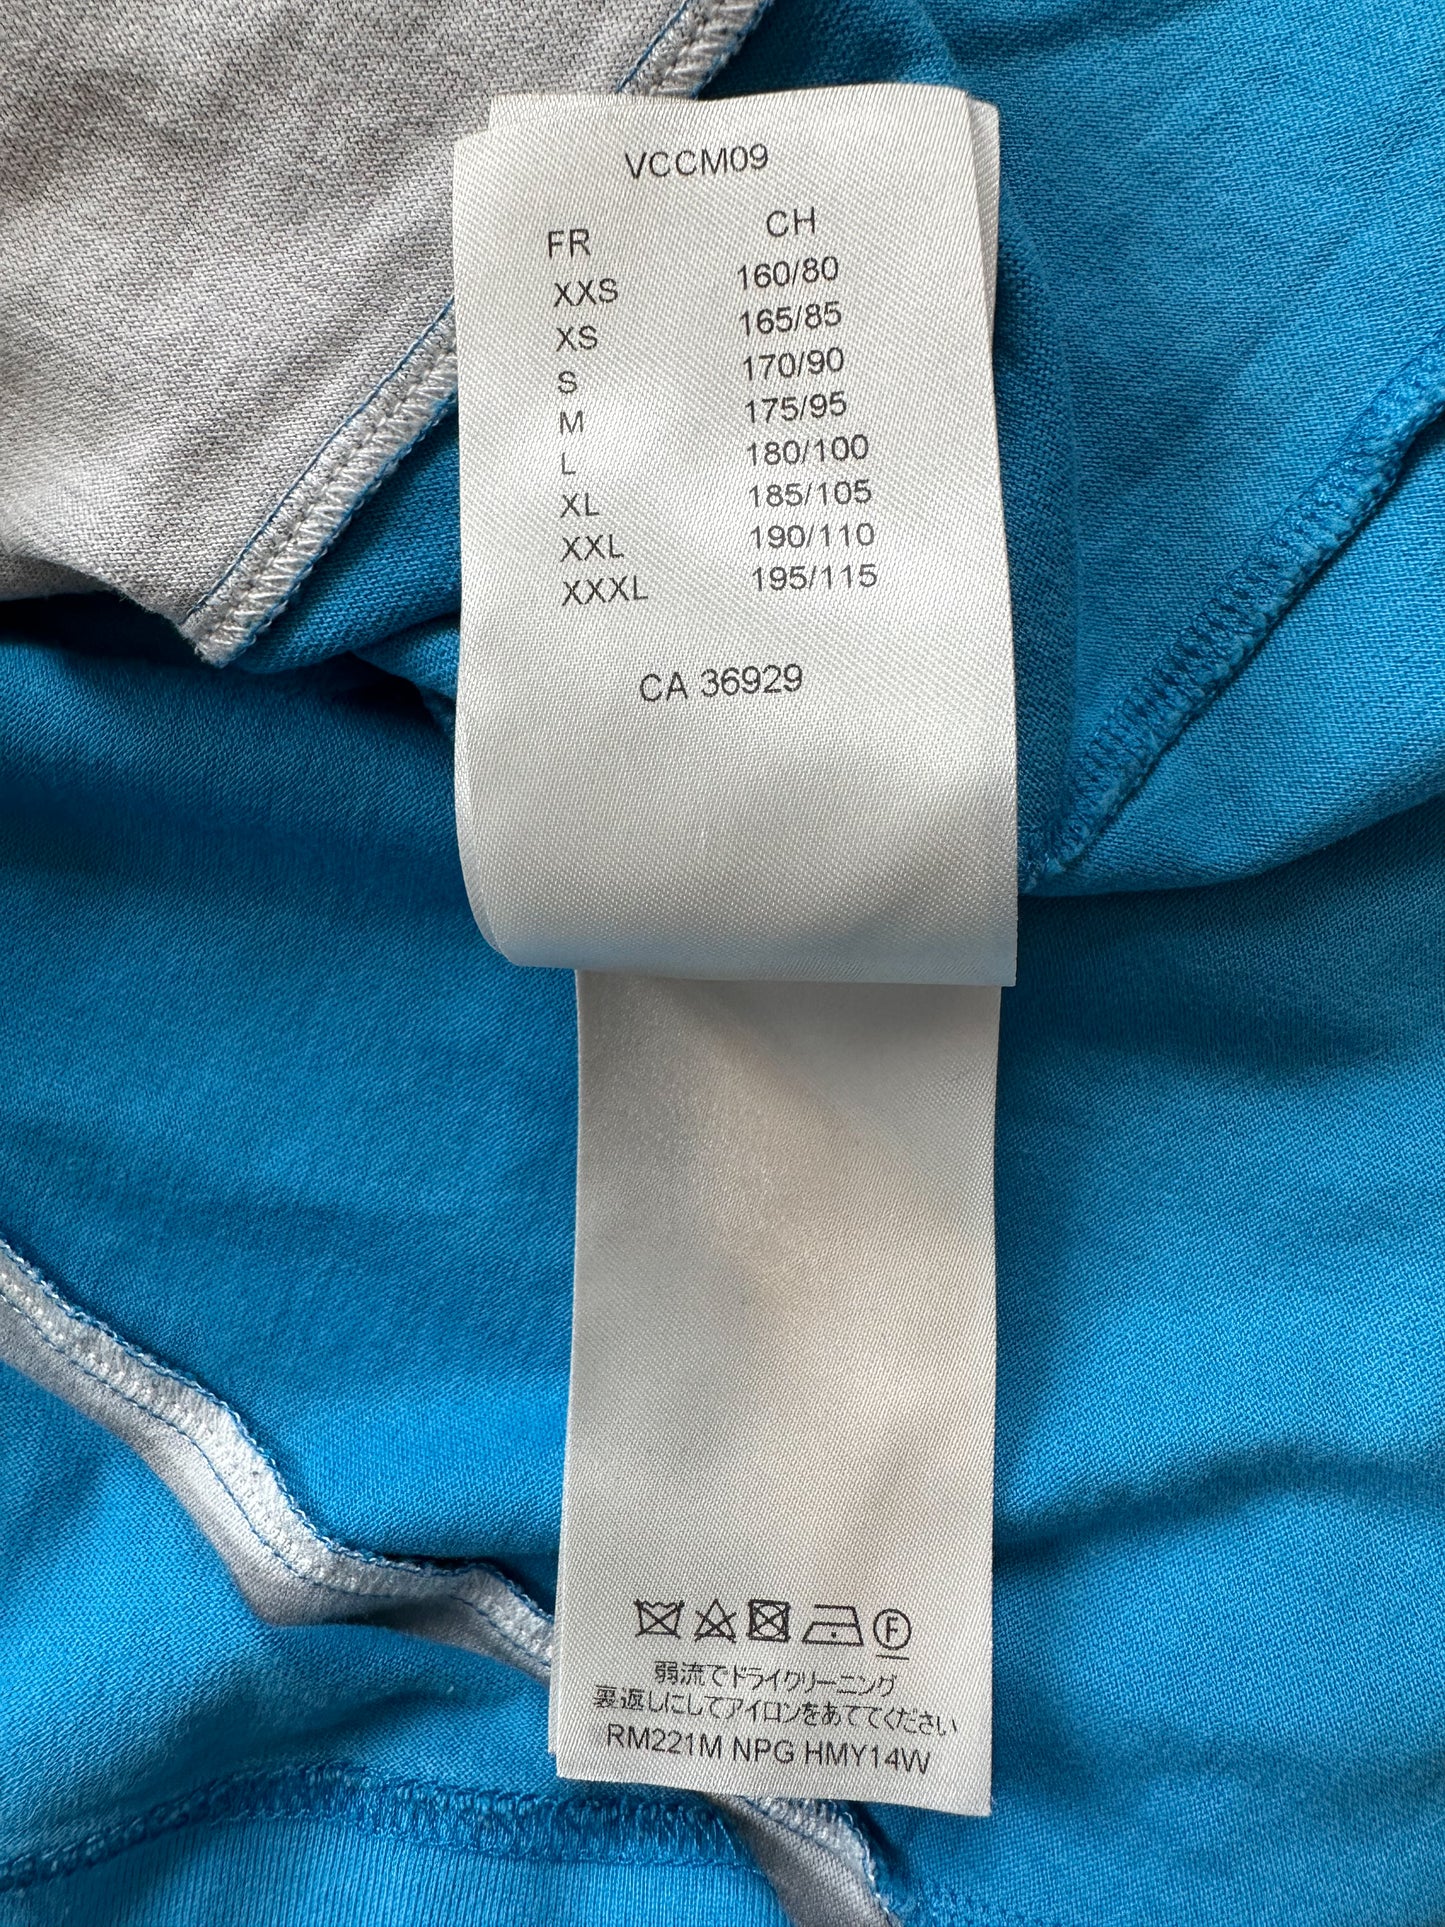 VCCM09
FR CH
XXS 160/80
XS 165/85
S 170/90
M 175/95
L 180/100
XL 185/105
XXL 190/110
XXXL 195/115
CA 36929
F
弱流でドライクリーニング
裏返しにしてアイロンをあててください
RM221M NPG HMY14W